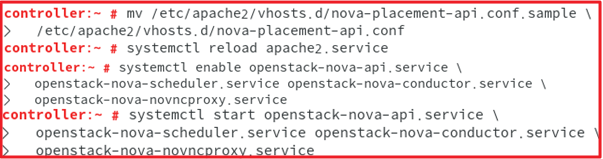 controller:~ # mv /etc/apache2/vhosts.d/nova-placement-api.conf.sample \
> /etc/apache2/vhosts.d/nova-placement-api.conf
controller:~ # systemctl reload apache2.service
controller:~ # systemctl enable openstack-nova-api.service \
> openstack-nova-scheduler.service openstack-nova-conductor.service \
> openstack-nova-novncproxy.service
controller:~ # systemctl start openstack-nova-api.service \
> openstack-nova-scheduler.service openstack-nova-conductor.service \
> openstack-nova-novncproxy.service